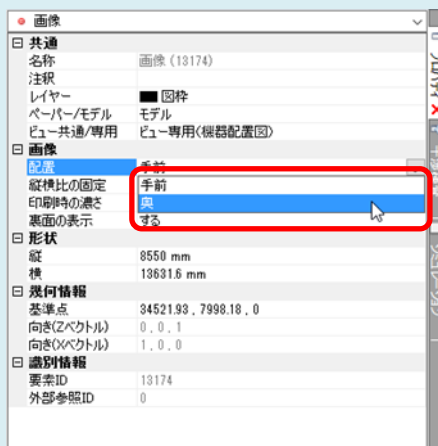 画像
共通
名称 画像 (13174)
注釈
レイヤー 図枠
ペーパー/モデル モデル
ビュー共通/専用 ビュー専用(機器配置図)
画像
配置 手前
縦横比の固定 手前
印刷時の濃さ 奥
裏面の表示 する
形状
縦 8550 mm
横 13631.6 mm
幾何情報
基準点 34521.93 , 7998.18 , 0
向き(Zベクトル) 0 , 0 , 1
向き(Xベクトル) 1 , 0 , 0
識別情報
要素ID 13174
外部参照ID 0